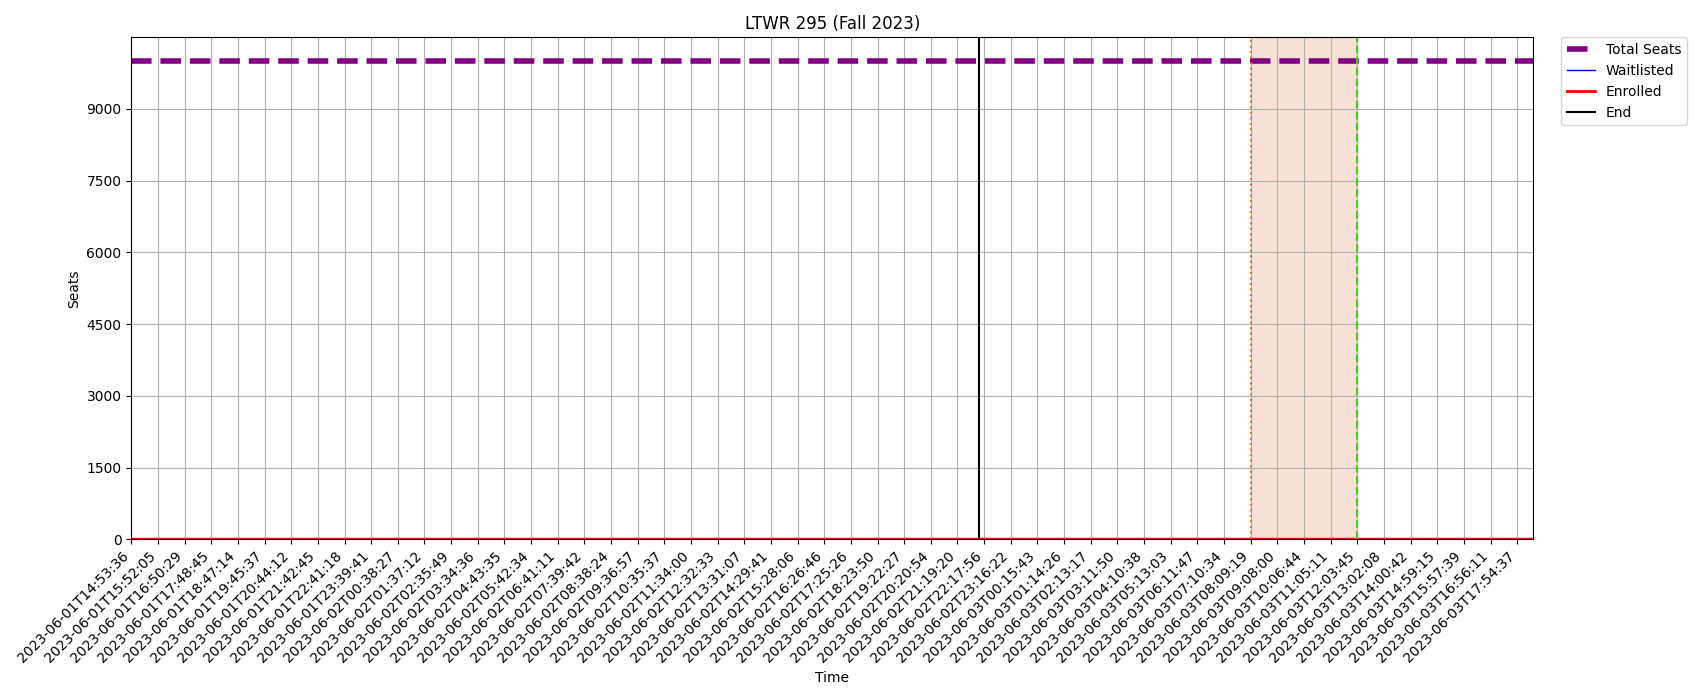 LTWR 295 (Fall 2023)
Total Seats
Waitlisted
Enrolled
End
Seats
9000
7500
6000
4500
3000
1500
0
2023-06-01T14:53:36
2023-06-01T15:52:05
2023-06-01T16:50:29
2023-06-01T17:48:45
2023-06-01T18:47:14
2023-06-01T19:45:37
2023-06-01T20:44:12
2023-06-01T21:42:45
2023-06-01T22:41:18
2023-06-01T23:39:41
2023-06-02T00:38:27
2023-06-02T01:37:12
2023-06-02T02:35:49
2023-06-02T03:34:36
2023-06-02T04:43:35
2023-06-02T05:42:34
2023-06-02T06:41:11
2023-06-02T07:39:42
2023-06-02T08:38:24
2023-06-02T09:36:57
2023-06-02T10:35:37
2023-06-02T11:34:00
2023-06-02T12:32:33
2023-06-02T13:31:07
2023-06-02T14:29:41
2023-06-02T15:28:06
2023-06-02T16:26:46
2023-06-02T17:25:26
2023-06-02T18:23:50
2023-06-02T19:22:27
2023-06-02T20:20:54
2023-06-02T21:19:20
2023-06-02T22:17:56
2023-06-02T23:16:22
2023-06-03T00:15:43
2023-06-03T01:14:26
2023-06-03T02:13:17
2023-06-03T03:11:50
2023-06-03T04:10:38
2023-06-03T05:13:03
2023-06-03T06:11:47
2023-06-03T07:10:34
2023-06-03T08:09:19
2023-06-03T09:08:00
2023-06-03T10:06:44
2023-06-03T11:05:11
2023-06-03T12:03:45
2023-06-03T13:02:08
2023-06-03T14:00:42
2023-06-03T14:59:15
2023-06-03T15:57:39
2023-06-03T16:56:11
2023-06-03T17:54:37
Time